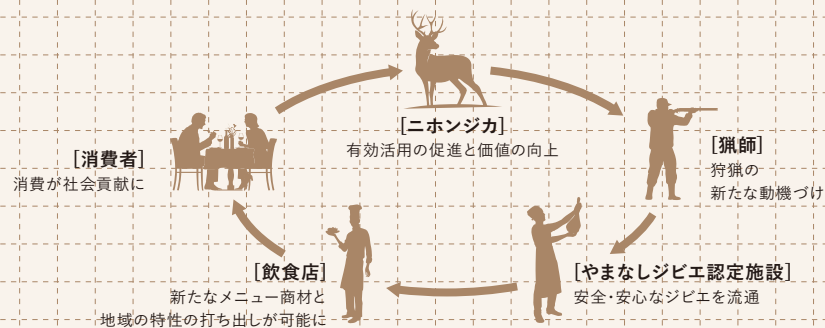 [ニホンジカ]
有効活用の促進と価値の向上
[猟師]
狩猟の
新たな動機づけ
[やまなしジビエ認定施設]
安全・安心なジビエを流通
[飲食店]
新たなメニュー商材と
地域の特性の打ち出しが可能に
[消費者]
消費が社会貢献に